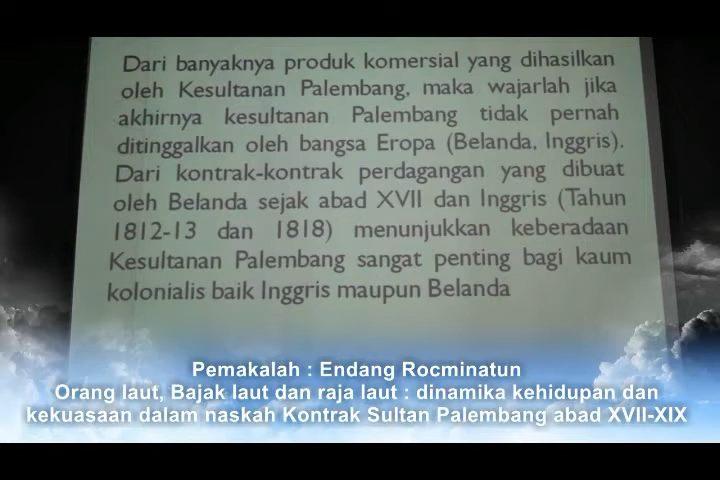 Dari banyaknya produk komersial yang dihasilkan
oleh Kesultanan Palembang, maka wajarlah jika
akhirnya kesultanan Palembang tidak pernah
ditinggalkan oleh bangsa Eropa (Belanda, Inggris).
Dari kontrak-kontrak perdagangan yang dibuat
oleh Belanda sejak abad XVII dan Inggris (Tahun
1812-13 dan 1818) menunjukkan keberadaan
Kesultanan Palembang sangat penting bagi kaum
kolonialis baik Inggris maupun Belanda
Pemakalah : Endang Rocminatun
Orang laut, Bajak laut dan raja laut : dinamika kehidupan dan
kekuasaan dalam naskah Kontrak Sultan Palembang abad XVII-XIX